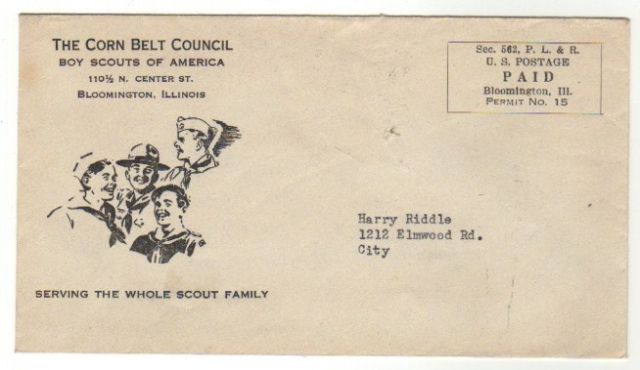 THE CORN BELT COUNCIL
BOY SCOUTS OF AMERICA
110½ N. CENTER ST.
BLOOMINGTON, ILLINOIS
Sec. 562, P. L. & R.
U. S. POSTAGE
PAID
Bloomington, Ill.
PERMIT NO. 15
Harry Riddle
1212 Elmwood Rd.
City
SERVING THE WHOLE SCOUT FAMILY